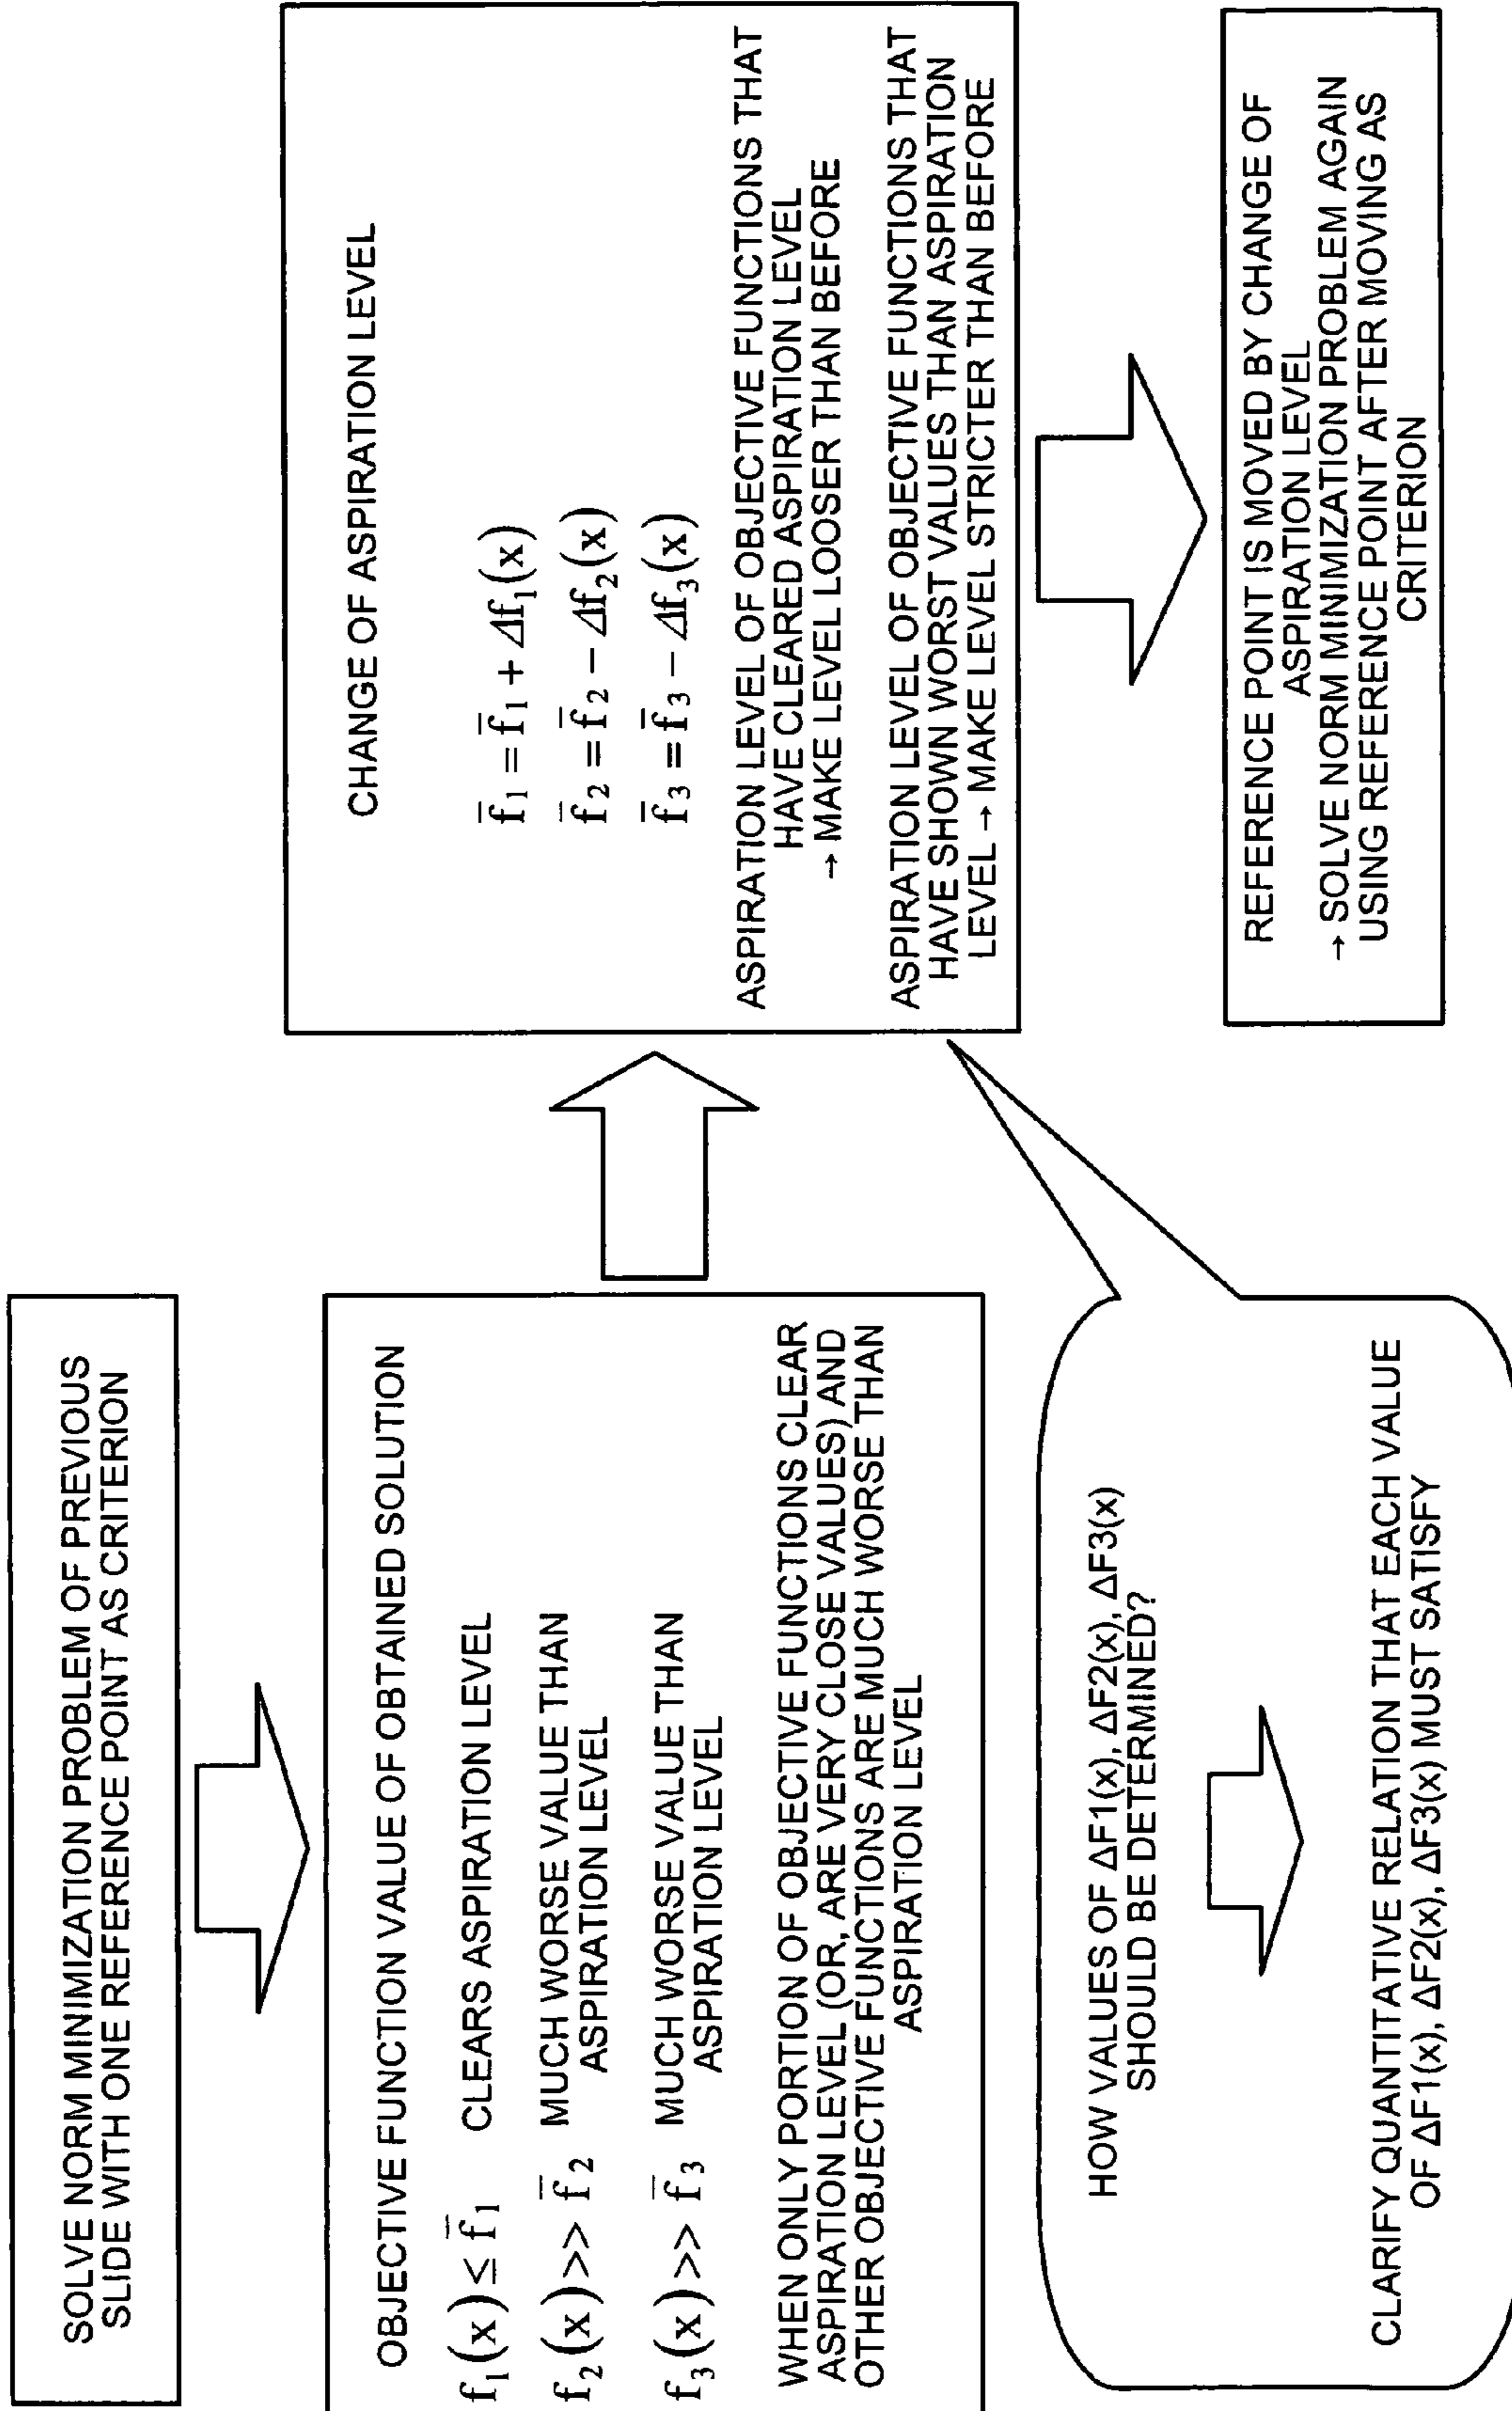 SOLVE NORM MINIMIZATION PROBLEM OF PREVIOUS
SLIDE WITH ONE REFERENCE POINT AS CRITERION
OBJECTIVE FUNCTION VALUE OF OBTAINED SOLUTION
f₁(x) ≤ f̄₁ CLEARS ASPIRATION LEVEL
f₂(x) >> f̄₂ MUCH WORSE VALUE THAN
ASPIRATION LEVEL
f₃(x) >> f̄₃ MUCH WORSE VALUE THAN
ASPIRATION LEVEL
WHEN ONLY PORTION OF OBJECTIVE FUNCTIONS CLEAR
ASPIRATION LEVEL (OR, ARE VERY CLOSE VALUES) AND
OTHER OBJECTIVE FUNCTIONS ARE MUCH WORSE THAN
ASPIRATION LEVEL
CHANGE OF ASPIRATION LEVEL
f̄₁ = f̄₁ + Δf₁(x)
f̄₂ = f̄₂ − Δf₂(x)
f̄₃ = f̄₃ − Δf₃(x)
ASPIRATION LEVEL OF OBJECTIVE FUNCTIONS THAT
HAVE CLEARED ASPIRATION LEVEL
→ MAKE LEVEL LOOSER THAN BEFORE
ASPIRATION LEVEL OF OBJECTIVE FUNCTIONS THAT
HAVE SHOWN WORST VALUES THAN ASPIRATION
LEVEL → MAKE LEVEL STRICTER THAN BEFORE
HOW VALUES OF ΔF1(x), ΔF2(x), ΔF3(x)
SHOULD BE DETERMINED?
CLARIFY QUANTITATIVE RELATION THAT EACH VALUE
OF ΔF1(x), ΔF2(x), ΔF3(x) MUST SATISFY
REFERENCE POINT IS MOVED BY CHANGE OF
ASPIRATION LEVEL
→ SOLVE NORM MINIMIZATION PROBLEM AGAIN
USING REFERENCE POINT AFTER MOVING AS
CRITERION